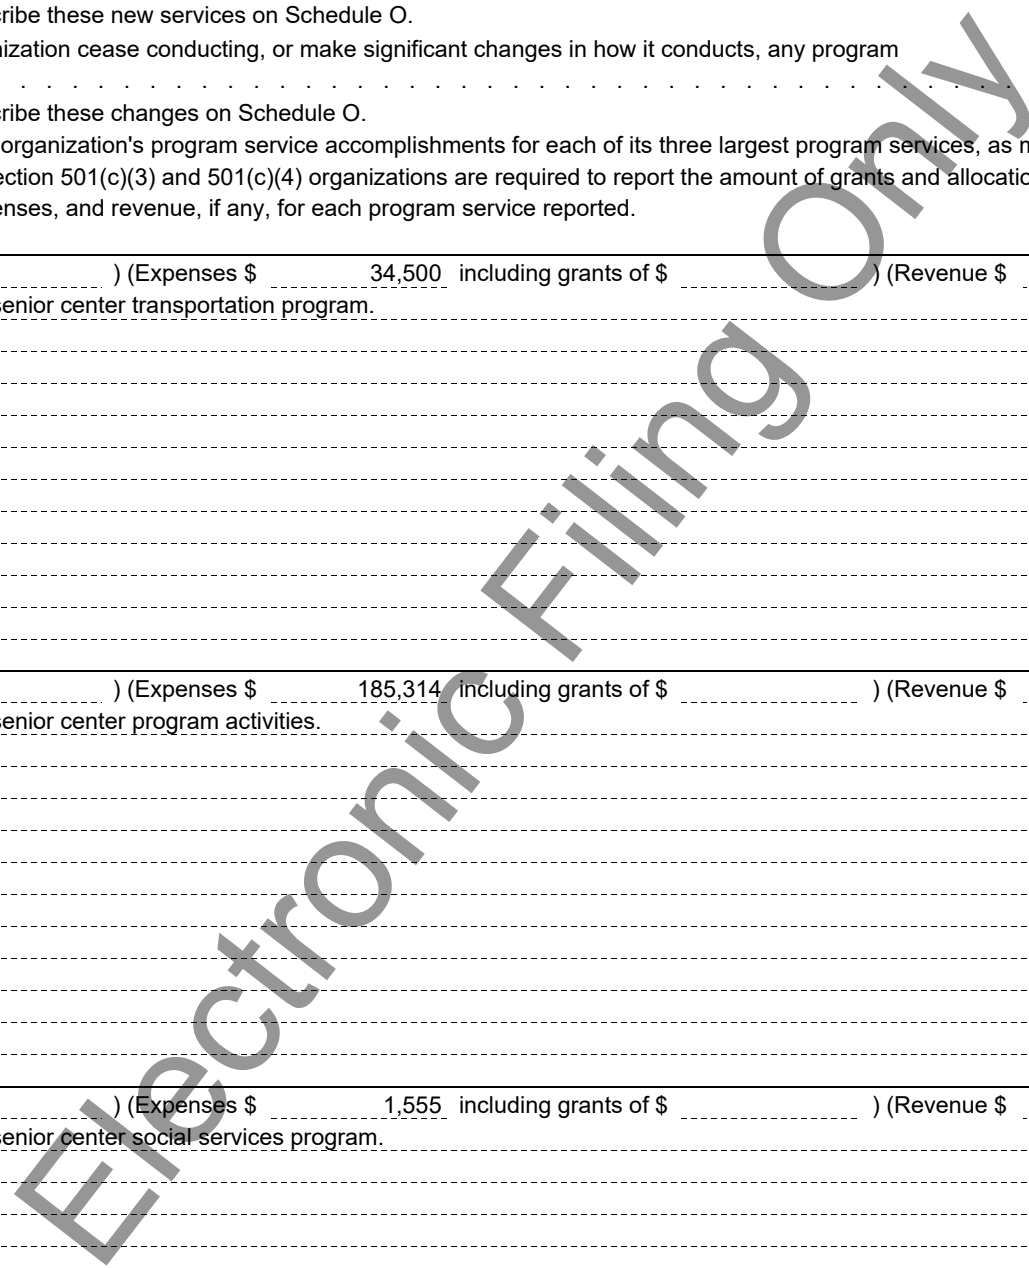 ribe these new services on Schedule O.
ization cease conducting, or make significant changes in how it conducts, any program
. . . . . . . . . . . . . . . . . . . . . . . . . . . . . . . . . . . . . . .
ribe these changes on Schedule O.
organization's program service accomplishments for each of its three largest program services, as m
ection 501(c)(3) and 501(c)(4) organizations are required to report the amount of grants and allocatio
enses, and revenue, if any, for each program service reported.
) (Expenses $ 34,500 including grants of $ ) (Revenue $
senior center transportation program.
) (Expenses $ 185,314 including grants of $ ) (Revenue $
senior center program activities.
) (Expenses $ 1,555 including grants of $ ) (Revenue $
senior center social services program.
Electronic Filing Only